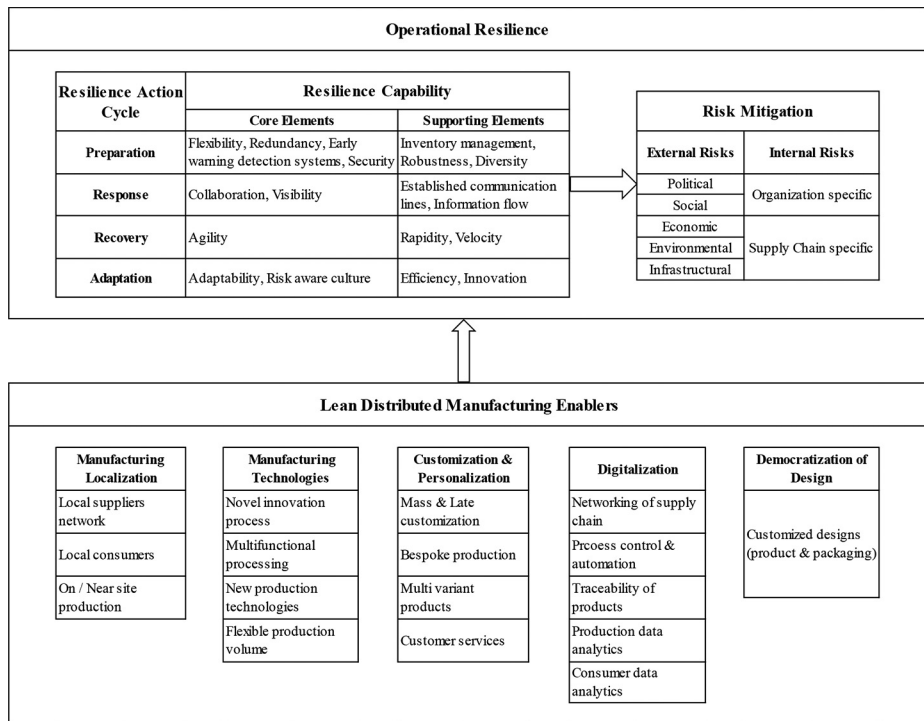 Operational Resilience
Resilience Action
Cycle
Resilience Capability
Core Elements
Supporting Elements
Preparation
Flexibility, Redundancy, Early
warning detection systems, Security
Inventory management,
Robustness, Diversity
Response
Collaboration, Visibility
Established communication
lines, Information flow
Recovery
Agility
Rapidity, Velocity
Adaptation
Adaptability, Risk aware culture
Efficiency, Innovation
Risk Mitigation
External Risks
Internal Risks
Political
Social
Economic
Environmental
Infrastructural
Organization specific
Supply Chain specific
Lean Distributed Manufacturing Enablers
Manufacturing
Localization
Local suppliers
network
Local consumers
On / Near site
production
Manufacturing
Technologies
Novel innovation
process
Multifunctional
processing
New production
technologies
Flexible production
volume
Customization &
Personalization
Mass & Late
customization
Bespoke production
Multi variant
products
Customer services
Digitalization
Networking of supply
chain
Prcoess control &
automation
Traceability of
products
Production data
analytics
Consumer data
analytics
Democratization of
Design
Customized designs
(product & packaging)